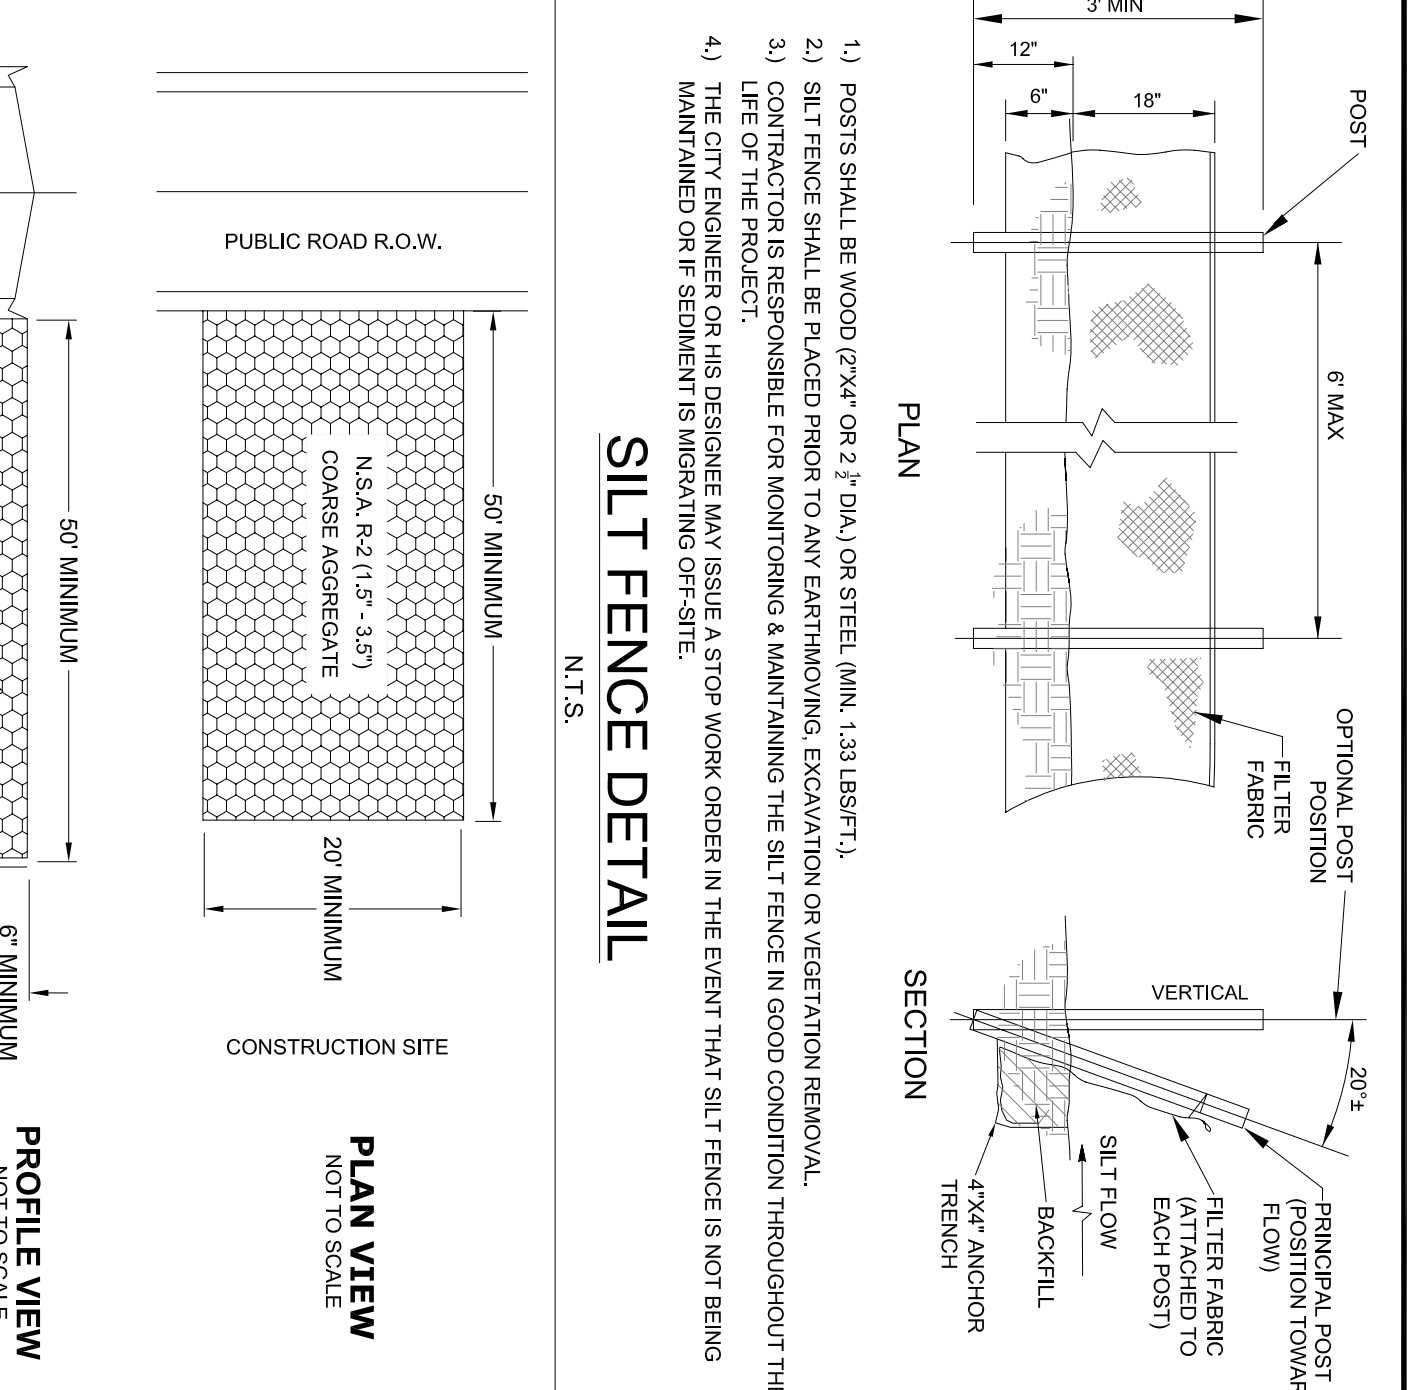 3' MIN
12"
6"
18"
POST
6' MAX
FILTER
FABRIC
PLAN
OPTIONAL POST
POSITION
VERTICAL
20°±
PRINCIPAL POST
(POSITION TOWAR
FLOW)
FILTER FABRIC
(ATTACHED TO
EACH POST)
SILT FLOW
BACKFILL
4"X4" ANCHOR
TRENCH
SECTION
1.) POSTS SHALL BE WOOD (2"X4" OR 2 ½" DIA.) OR STEEL (MIN. 1.33 LBS/FT.).
2.) SILT FENCE SHALL BE PLACED PRIOR TO ANY EARTHMOVING, EXCAVATION OR VEGETATION REMOVAL.
3.) CONTRACTOR IS RESPONSIBLE FOR MONITORING & MAINTAINING THE SILT FENCE IN GOOD CONDITION THROUGHOUT THE
LIFE OF THE PROJECT.
4.) THE CITY ENGINEER OR HIS DESIGNEE MAY ISSUE A STOP WORK ORDER IN THE EVENT THAT SILT FENCE IS NOT BEING
MAINTAINED OR IF SEDIMENT IS MIGRATING OFF-SITE.
SILT FENCE DETAIL
N.T.S.
PUBLIC ROAD R.O.W.
50' MINIMUM
N.S.A. R-2 (1.5" - 3.5")
COARSE AGGREGATE
20' MINIMUM
CONSTRUCTION SITE
PLAN VIEW
NOT TO SCALE
50' MINIMUM
6" MINIMUM
PROFILE VIEW
NOT TO SCALE